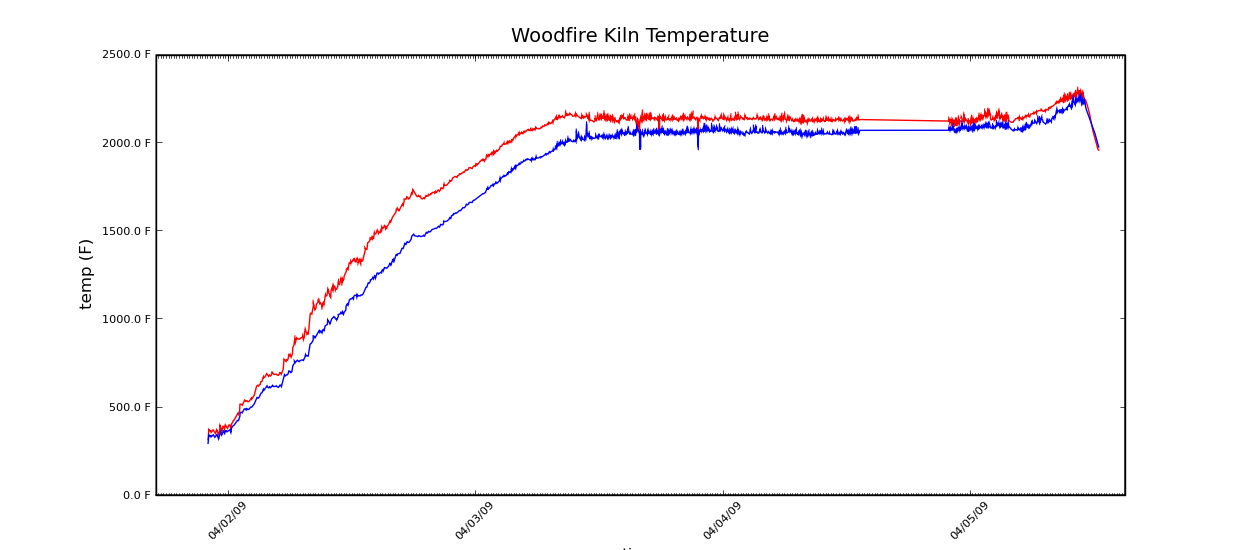 Woodfire Kiln Temperature
2500.0 F
2000.0 F
1500.0 F
1000.0 F
500.0 F
0.0 F
temp (F)
04/02/09
04/03/09
04/04/09
04/05/09